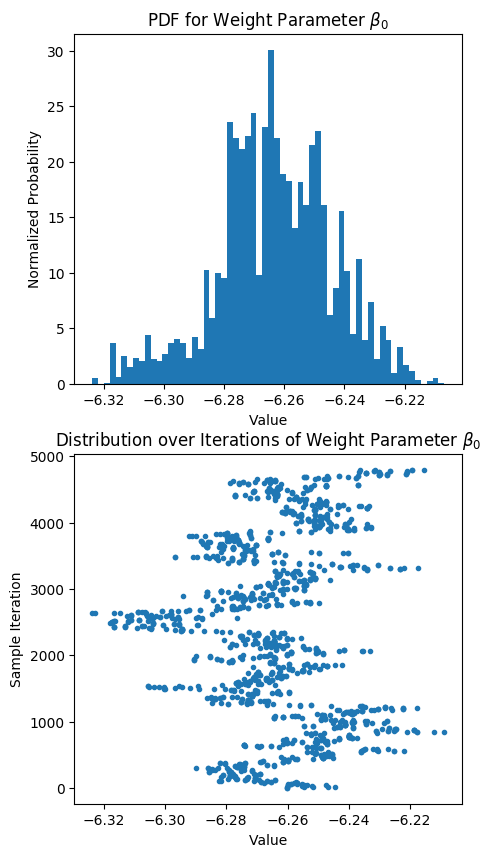 PDF for Weight Parameter β₀
Normalized Probability
30
25
20
15
10
5
0
−6.32 −6.30 −6.28 −6.26 −6.24 −6.22
Value
Distribution over Iterations of Weight Parameter β₀
Sample Iteration
5000
4000
3000
2000
1000
0
−6.32 −6.30 −6.28 −6.26 −6.24 −6.22
Value